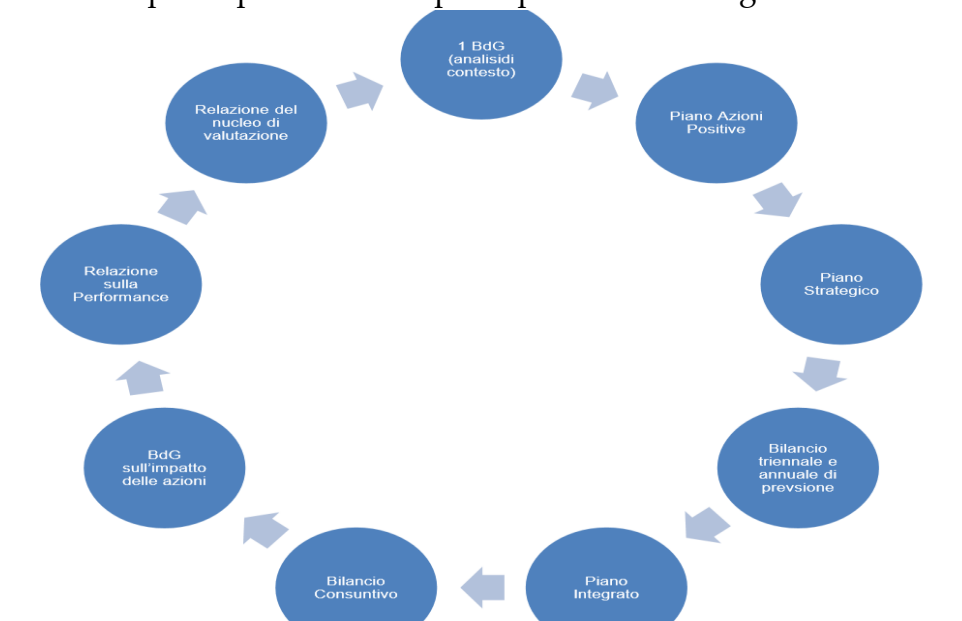 1 BdG
(analisidi
contesto)
Piano Azioni
Positive
Piano
Strategico
Bilancio
triennale e
annuale di
prevsione
Piano
Integrato
Bilancio
Consuntivo
BdG
sull'impatto
delle azioni
Relazione
sulla
Performance
Relazione del
nucleo di
valutazione